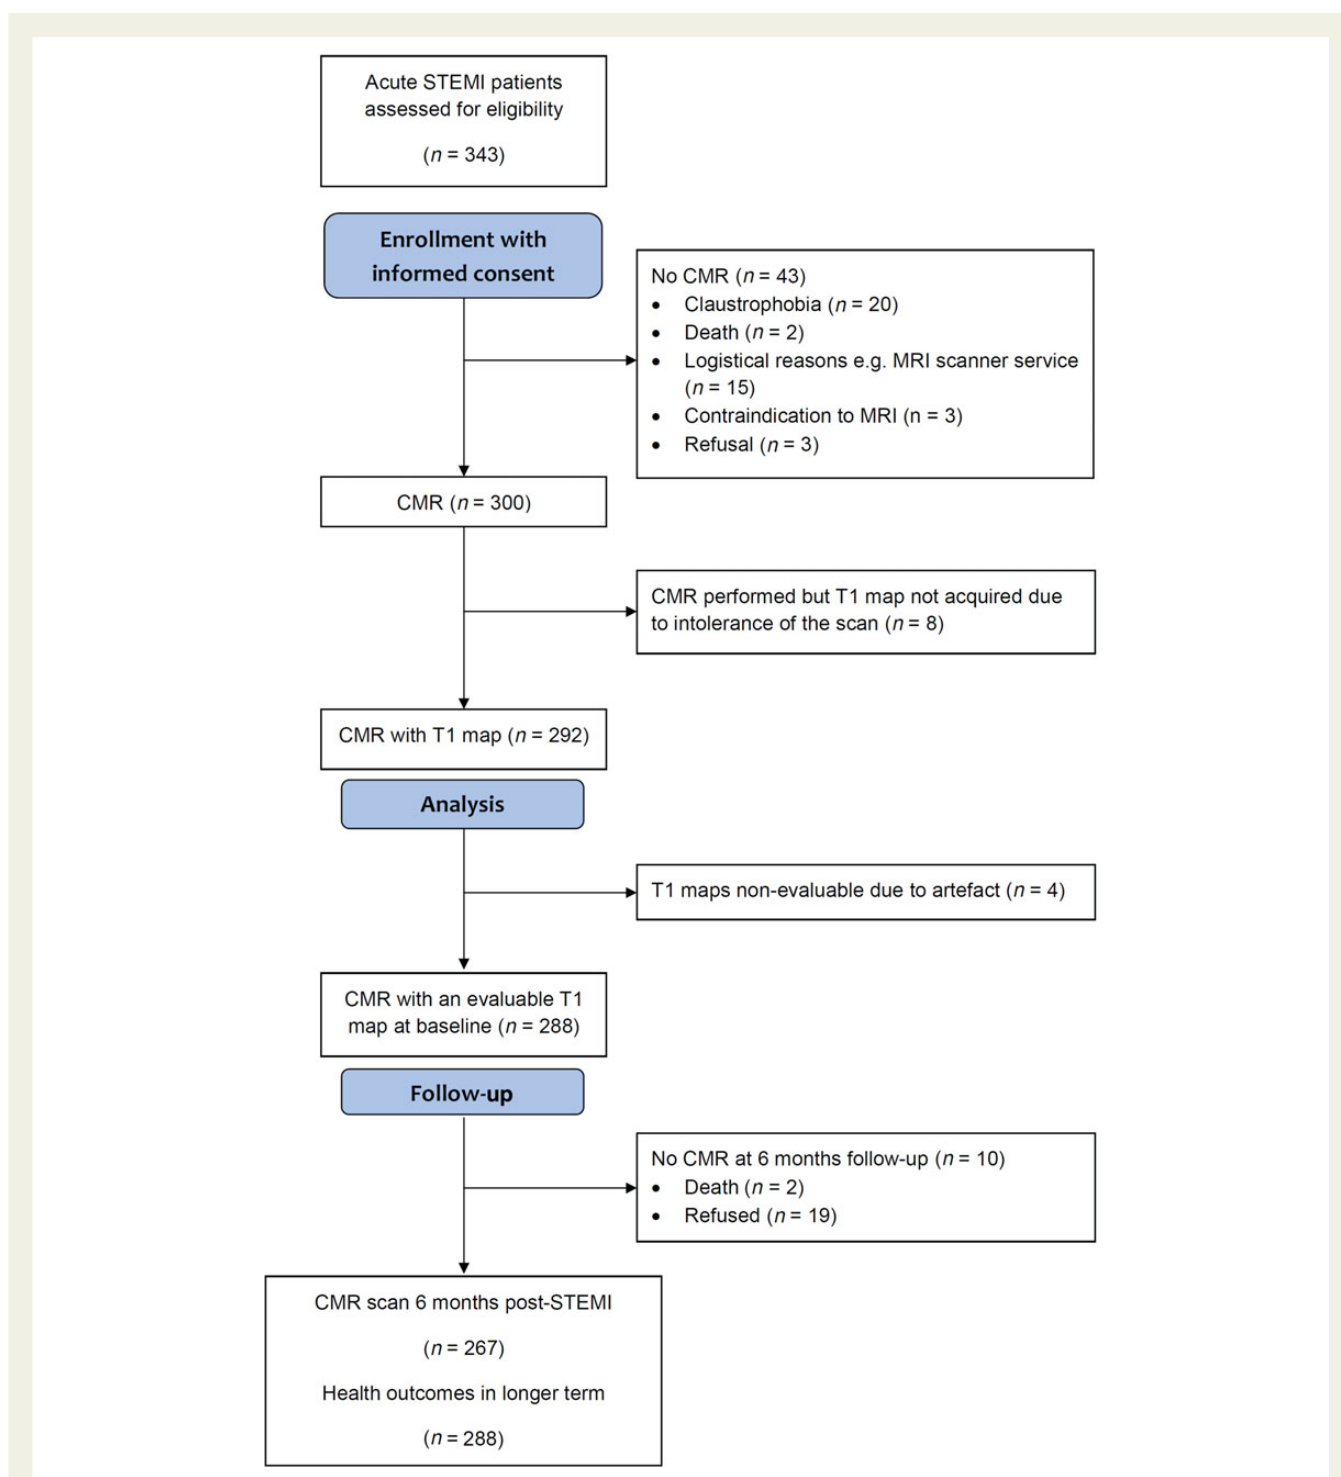 Acute STEMI patients
assessed for eligibility
(n = 343)
Enrollment with
informed consent
No CMR (n = 43)
• Claustrophobia (n = 20)
• Death (n = 2)
• Logistical reasons e.g. MRI scanner service
(n = 15)
• Contraindication to MRI (n = 3)
• Refusal (n = 3)
CMR (n = 300)
CMR performed but T1 map not acquired due
to intolerance of the scan (n = 8)
CMR with T1 map (n = 292)
Analysis
T1 maps non-evaluable due to artefact (n = 4)
CMR with an evaluable T1
map at baseline (n = 288)
Follow-up
No CMR at 6 months follow-up (n = 10)
• Death (n = 2)
• Refused (n = 19)
CMR scan 6 months post-STEMI
(n = 267)
Health outcomes in longer term
(n = 288)